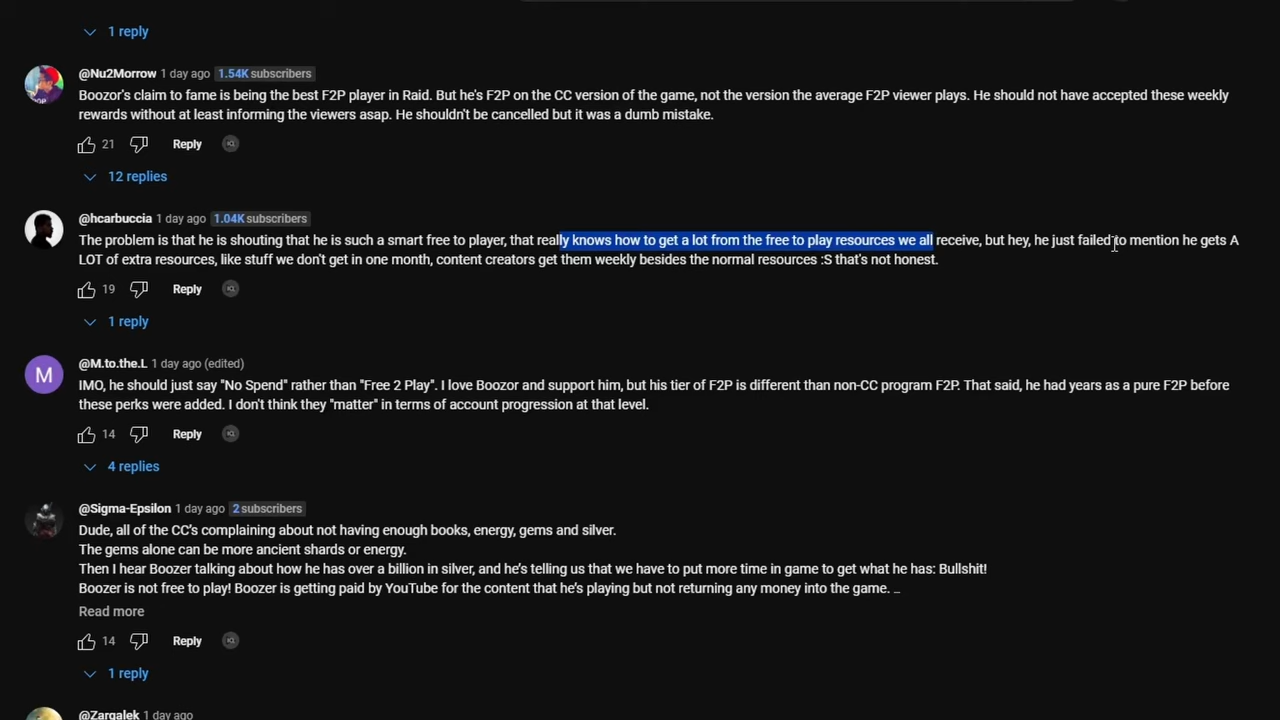 1 reply
@Nu2Morrow 1 day ago 1.54K subscribers
Boozor's claim to fame is being the best F2P player in Raid. But he's F2P on the CC version of the game, not the version the average F2P viewer plays. He should not have accepted these weekly
rewards without at least informing the viewers asap. He shouldn't be cancelled but it was a dumb mistake.
21 Reply
12 replies
@hcarbuccia 1 day ago 1.04K subscribers
The problem is that he is shouting that he is such a smart free to player, that really knows how to get a lot from the free to play resources we all receive, but hey, he just failed to mention he gets A
LOT of extra resources, like stuff we don't get in one month, content creators get them weekly besides the normal resources :S that's not honest.
19 Reply
1 reply
M
@M.to.the.L 1 day ago (edited)
IMO, he should just say "No Spend" rather than "Free 2 Play". I love Boozor and support him, but his tier of F2P is different than non-CC program F2P. That said, he had years as a pure F2P before
these perks were added. I don't think they "matter" in terms of account progression at that level.
14 Reply
4 replies
@Sigma-Epsilon 1 day ago 2 subscribers
Dude, all of the CC's complaining about not having enough books, energy, gems and silver.
The gems alone can be more ancient shards or energy.
Then I hear Boozer talking about how he has over a billion in silver, and he's telling us that we have to put more time in game to get what he has: Bullshit!
Boozer is not free to play! Boozer is getting paid by YouTube for the content that he's playing but not returning any money into the game. ...
Read more
14 Reply
1 reply
@Zargalek 1 day ago